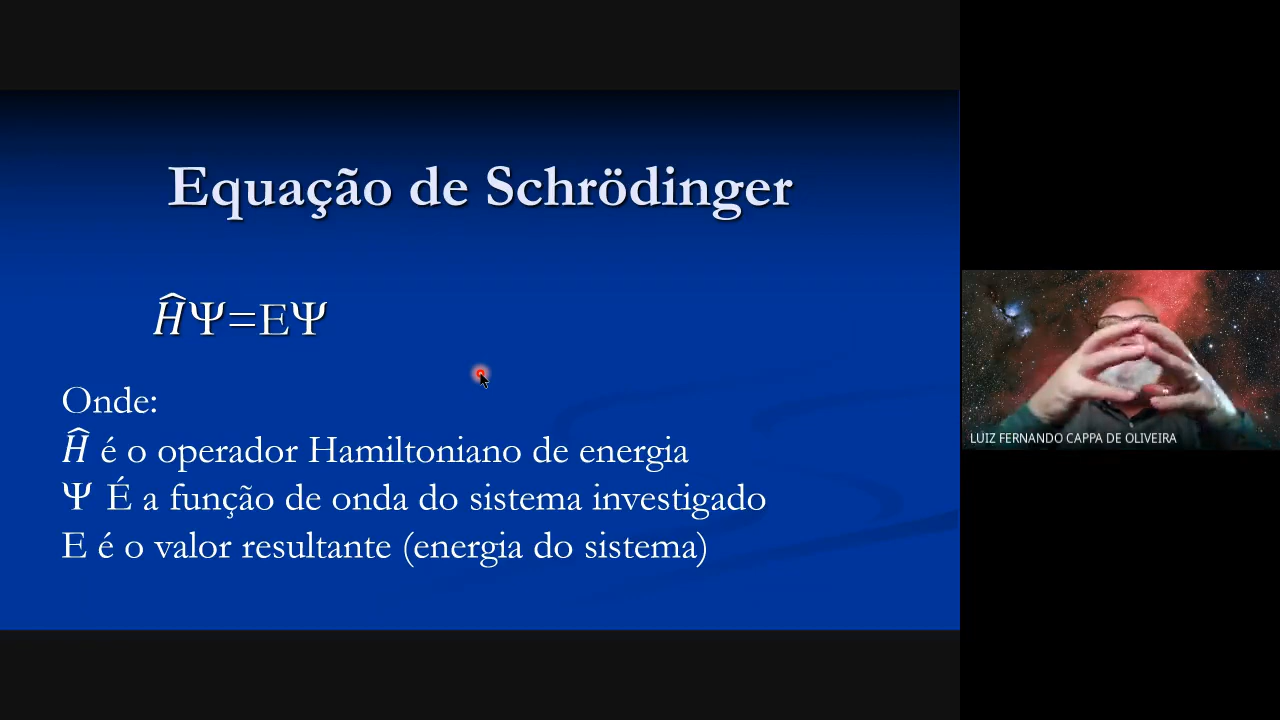 Equação de Schrödinger
ĤΨ=EΨ
Onde:
Ĥ é o operador Hamiltoniano de energia
Ψ É a função de onda do sistema investigado
E é o valor resultante (energia do sistema)
LUIZ FERNANDO CAPPA DE OLIVEIRA